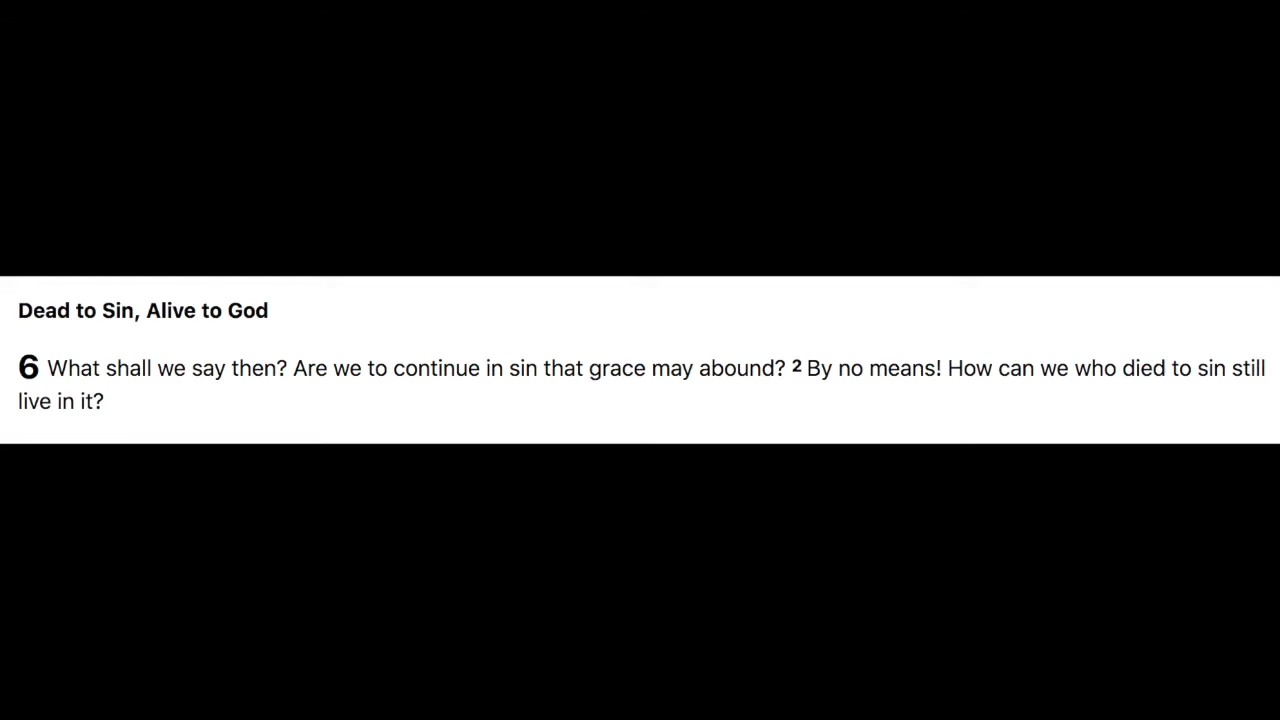 Dead to Sin, Alive to God
6 What shall we say then? Are we to continue in sin that grace may abound? 2 By no means! How can we who died to sin still
live in it?